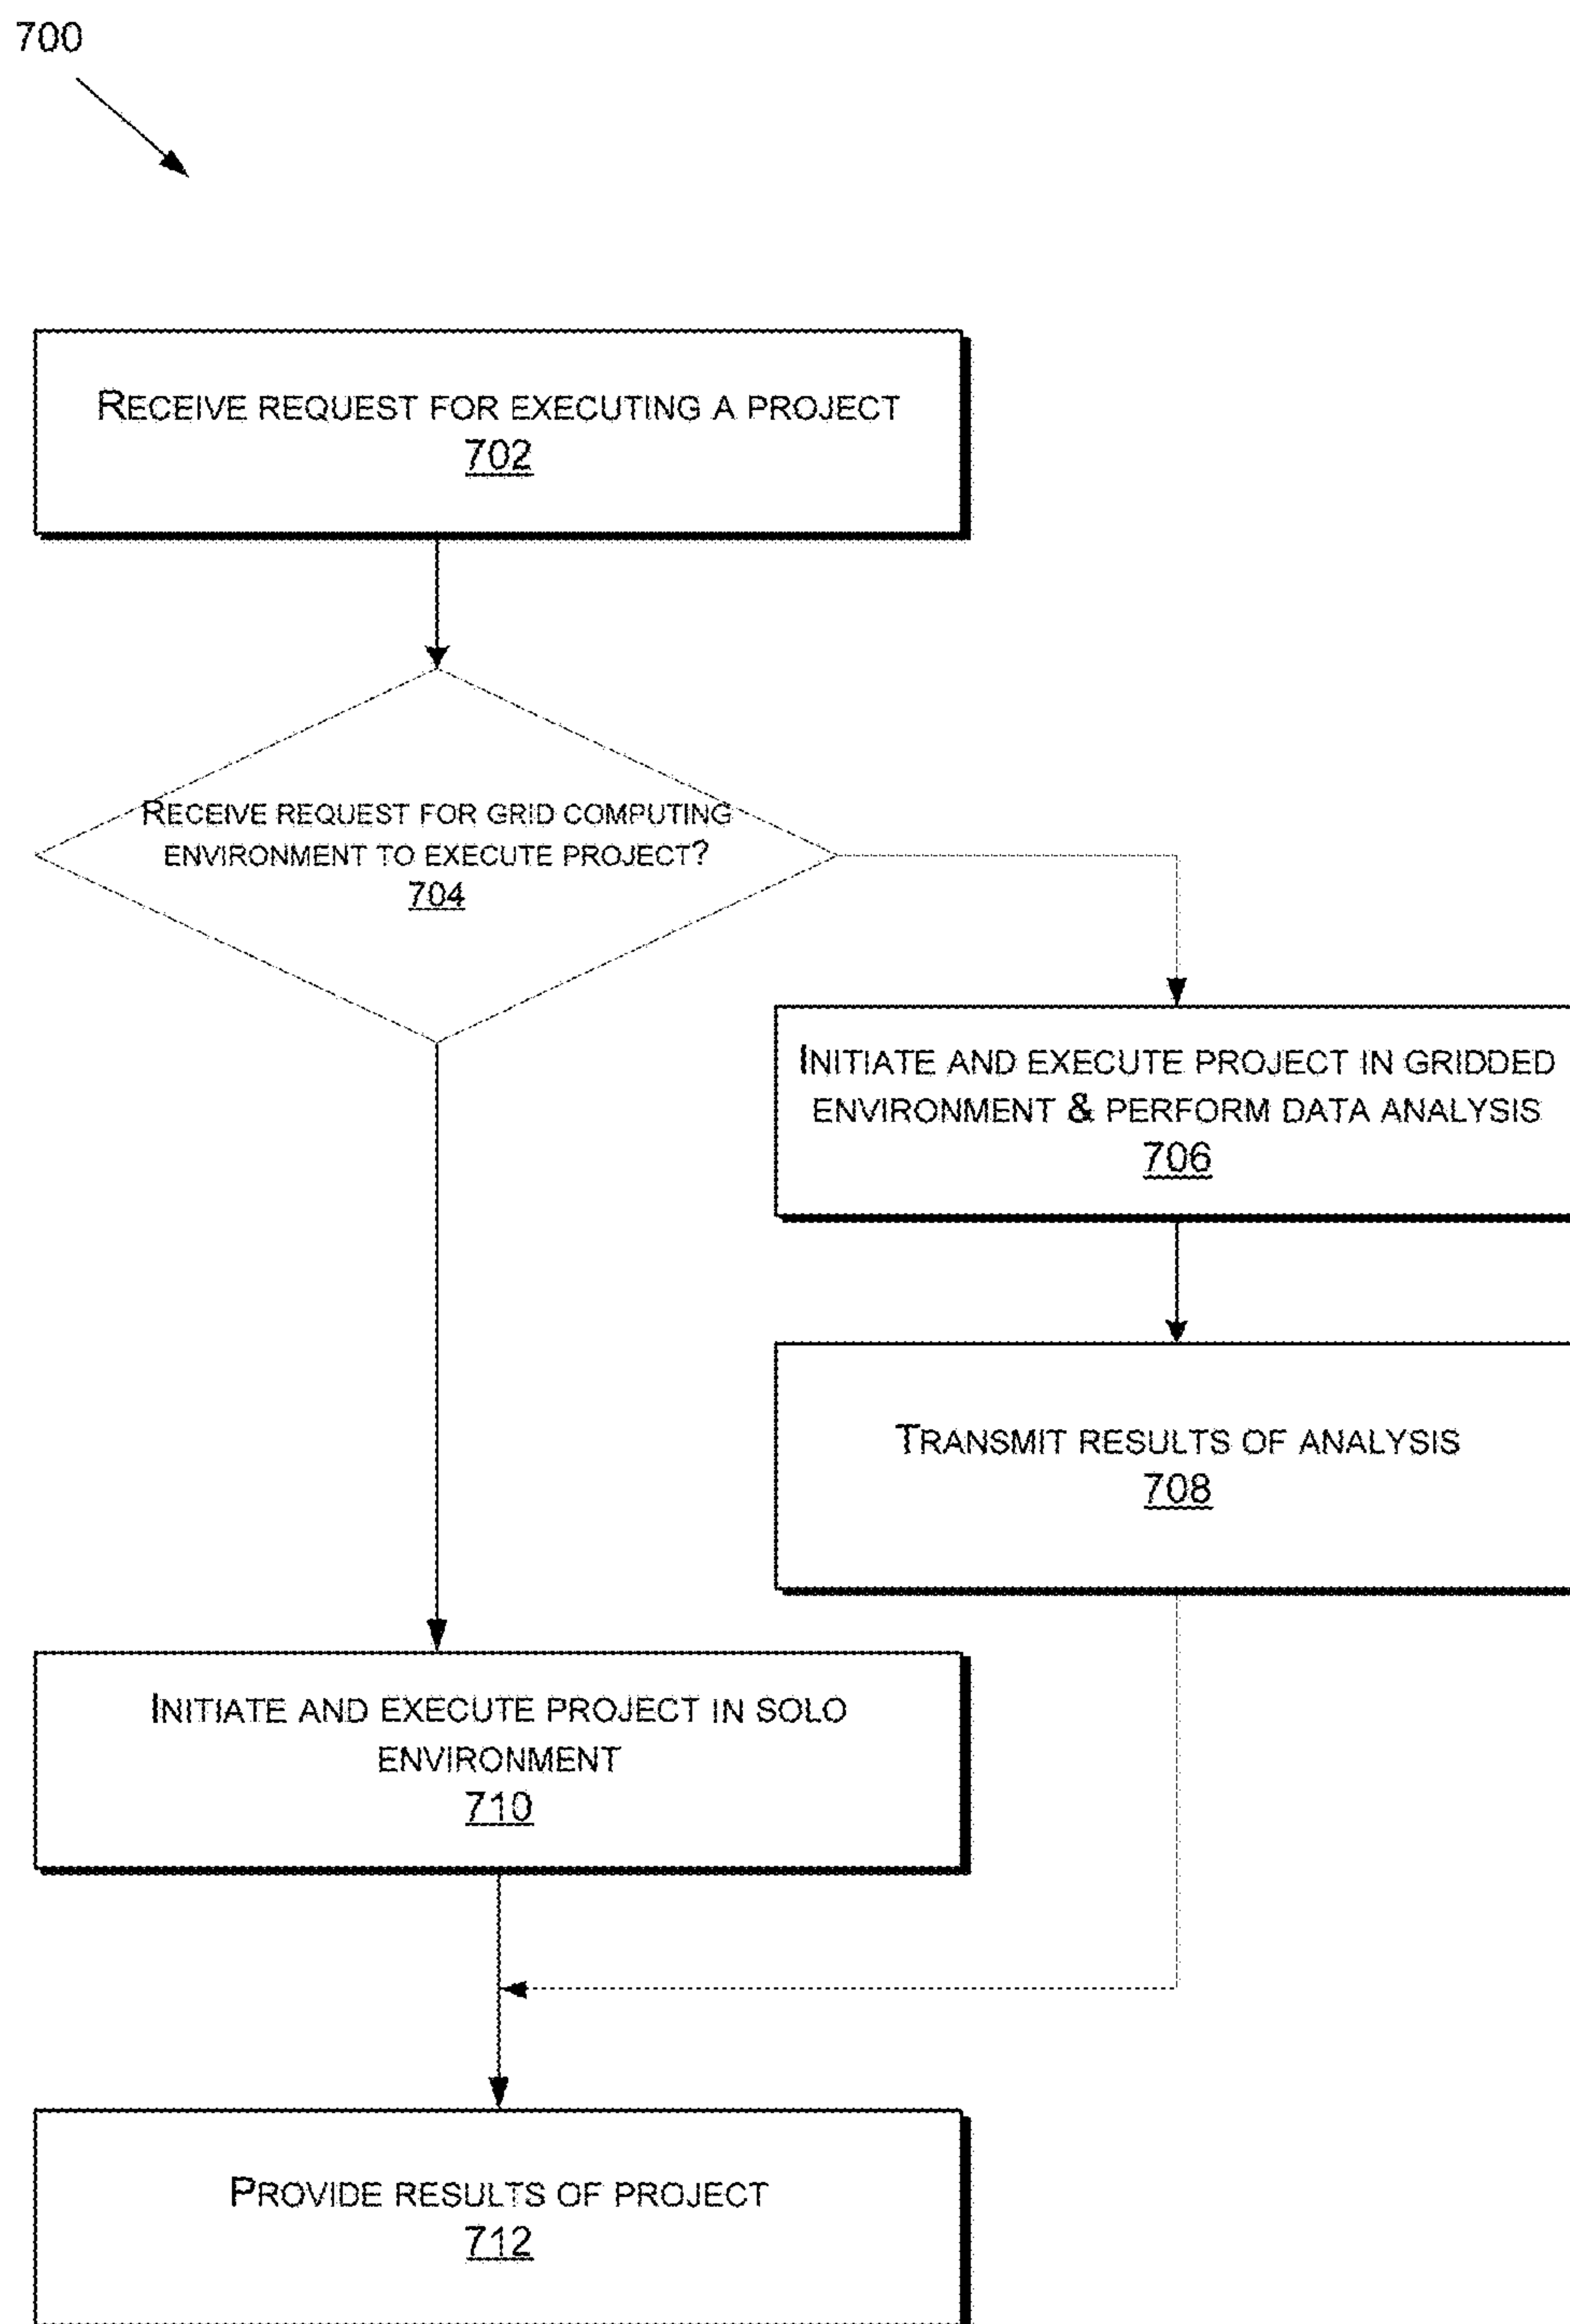 700
RECEIVE REQUEST FOR EXECUTING A PROJECT
702
RECEIVE REQUEST FOR GRID COMPUTING
ENVIRONMENT TO EXECUTE PROJECT?
704
INITIATE AND EXECUTE PROJECT IN GRIDDED
ENVIRONMENT & PERFORM DATA ANALYSIS
706
TRANSMIT RESULTS OF ANALYSIS
708
INITIATE AND EXECUTE PROJECT IN SOLO
ENVIRONMENT
710
PROVIDE RESULTS OF PROJECT
712